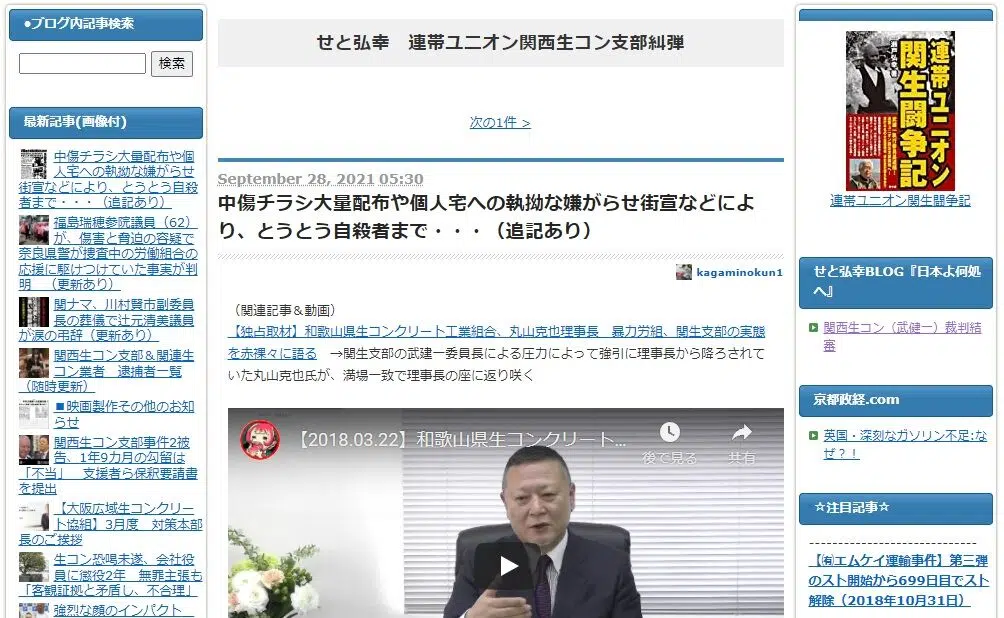 ●ブログ内記事検索
検索
最新記事(画像付)
中傷チラシ大量配布や個
人宅への執拗な嫌がらせ
街宣などにより、とうとう自殺
者まで・・・（追記あり）
福島瑞穂参院議員（62）
が、傷害と脅迫の容疑で
奈良県警が捜査中の労働組合の
応援に駆けつけていた事実が判
明　（更新あり）
関ナマ、川村賢市副委員
長の葬儀で辻元清美議員
が涙の弔辞（更新あり）
関西生コン支部＆関連生
コン業者　逮捕者一覧
（随時更新）
■映画製作その他のお知
らせ
関西生コン支部事件2被
告、1年9カ月の勾留は
「不当」　支援者ら保釈要請書
を提出
【大阪広域生コンクリー
ト協組】3月度　対策本部
長のご挨拶
生コン恐喝未遂、会社役
員に懲役2年　無罪主張も
「客観証拠と矛盾し、不合理」
強烈な顔のインパクト
せと弘幸　連帯ユニオン関西生コン支部糾弾
次の1件 >
September 28, 2021 05:30
中傷チラシ大量配布や個人宅への執拗な嫌がらせ街宣などによ
り、とうとう自殺者まで・・・（追記あり）
kagaminokun1
（関連記事＆動画）
【独占取材】和歌山県生コンクリート工業組合、丸山克也理事長　暴力労組、関生支部の実態
を赤裸々に語る　→関生支部の武建一委員長による圧力によって強引に理事長から降ろされて
いた丸山克也氏が、満場一致で理事長の座に返り咲く
【2018.03.22】和歌山県生コンクリート...
後で見る
共有
連帯ユニオン
関生闘争記
瀬戸弘幸 著
連帯ユニオン関生闘争記
せと弘幸BLOG『日本よ何処
へ』
関西生コン（武健一）裁判結
審
京都政経.com
英国・深刻なガソリン不足:な
ぜ？！
☆注目記事☆
-----------------------------
【㈲エムケイ運輸事件】第三弾
のスト開始から699日目でスト
解除（2018年10月31日）